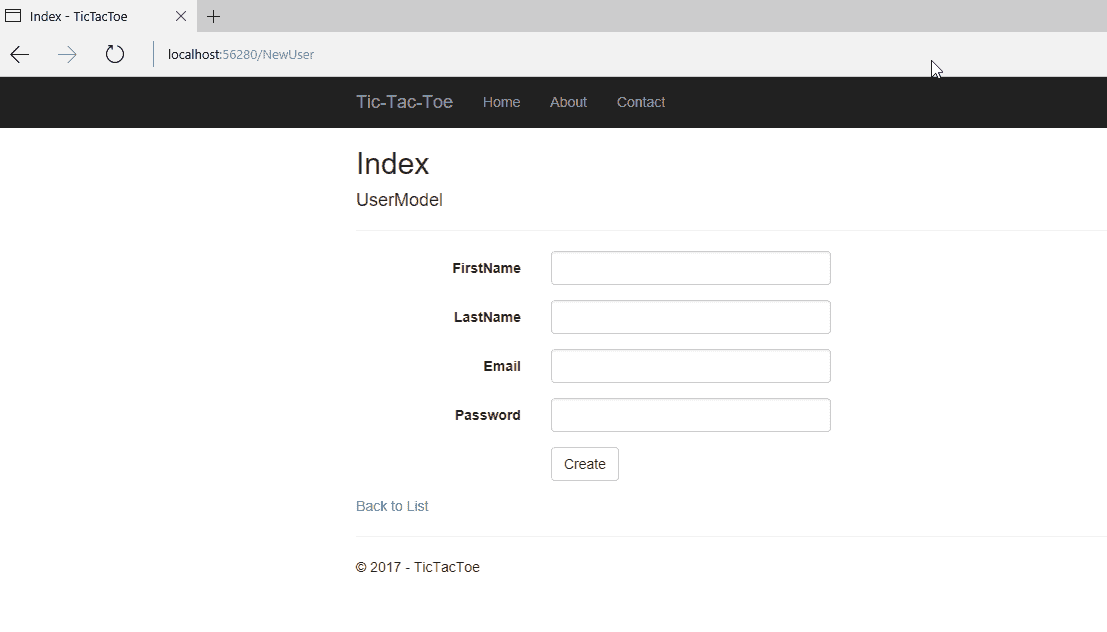 Index - TicTacToe
localhost:56280/NewUser
Tic-Tac-Toe Home About Contact
Index
UserModel
FirstName
LastName
Email
Password
Create
Back to List
© 2017 - TicTacToe